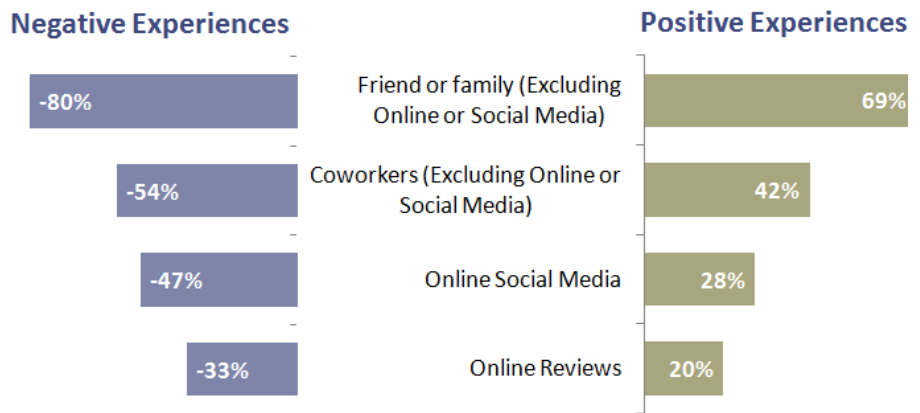 Negative Experiences
Positive Experiences
-80%
Friend or family (Excluding
Online or Social Media)
69%
-54%
Coworkers (Excluding Online or
Social Media)
42%
-47%
Online Social Media
28%
-33%
Online Reviews
20%